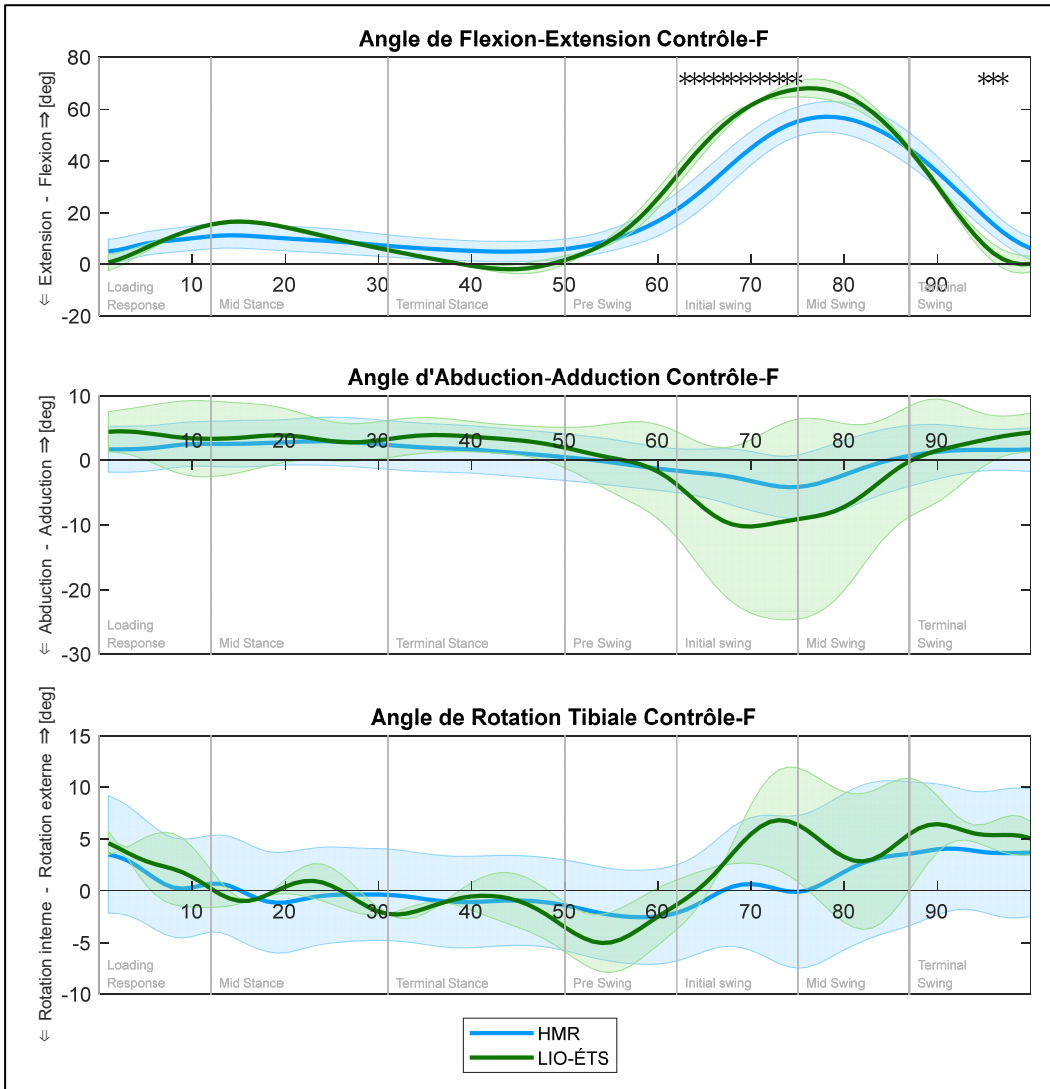 Angle de Flexion-Extension Contrôle-F
⇐ Extension - Flexion ⇒ [deg]
80
60
40
20
0
-20
*************
***
10
20
30
40
50
60
70
80
90
Loading
Response
Mid Stance
Terminal Stance
Pre Swing
Initial swing
Mid Swing
Terminal
Swing
Angle d'Abduction-Adduction Contrôle-F
⇐ Abduction - Adduction ⇒ [deg]
10
0
-10
-20
-30
10
20
30
40
50
60
70
80
90
Loading
Response
Mid Stance
Terminal Stance
Pre Swing
Initial swing
Mid Swing
Terminal
Swing
Angle de Rotation Tibiale Contrôle-F
⇐ Rotation interne - Rotation externe ⇒ [deg]
15
10
5
0
-5
-10
10
20
30
40
50
60
70
80
90
Loading
Response
Mid Stance
Terminal Stance
Pre Swing
Initial swing
Mid Swing
Terminal
Swing
HMR
LIO-ÉTS